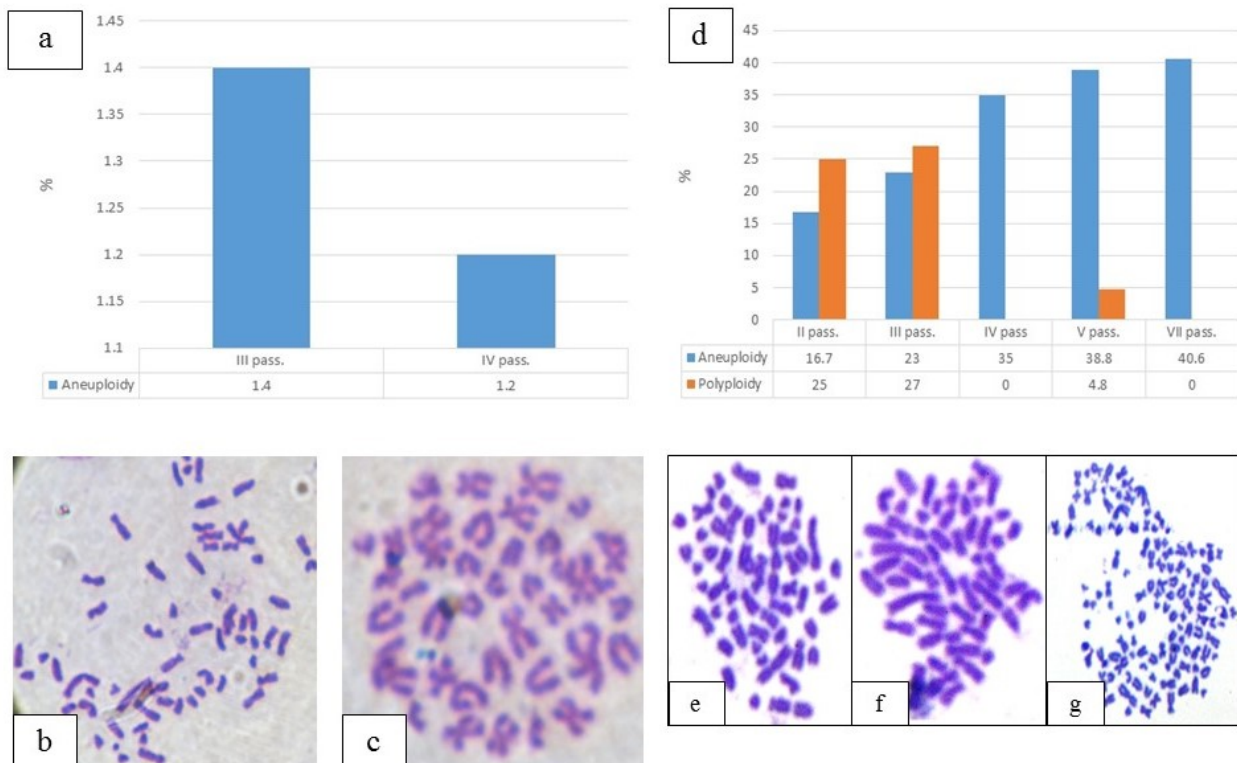 a
1.45
1.4
1.35
1.3
1.25
1.2
1.15
1.1
%
III pass. IV pass.
Aneuploidy 1.4 1.2
d
45
40
35
30
25
20
15
10
5
0
%
II pass. III pass. IV pass V pass. VII pass.
Aneuploidy 16.7 23 35 38.8 40.6
Polyploidy 25 27 0 4.8 0
b
c
e
f
g